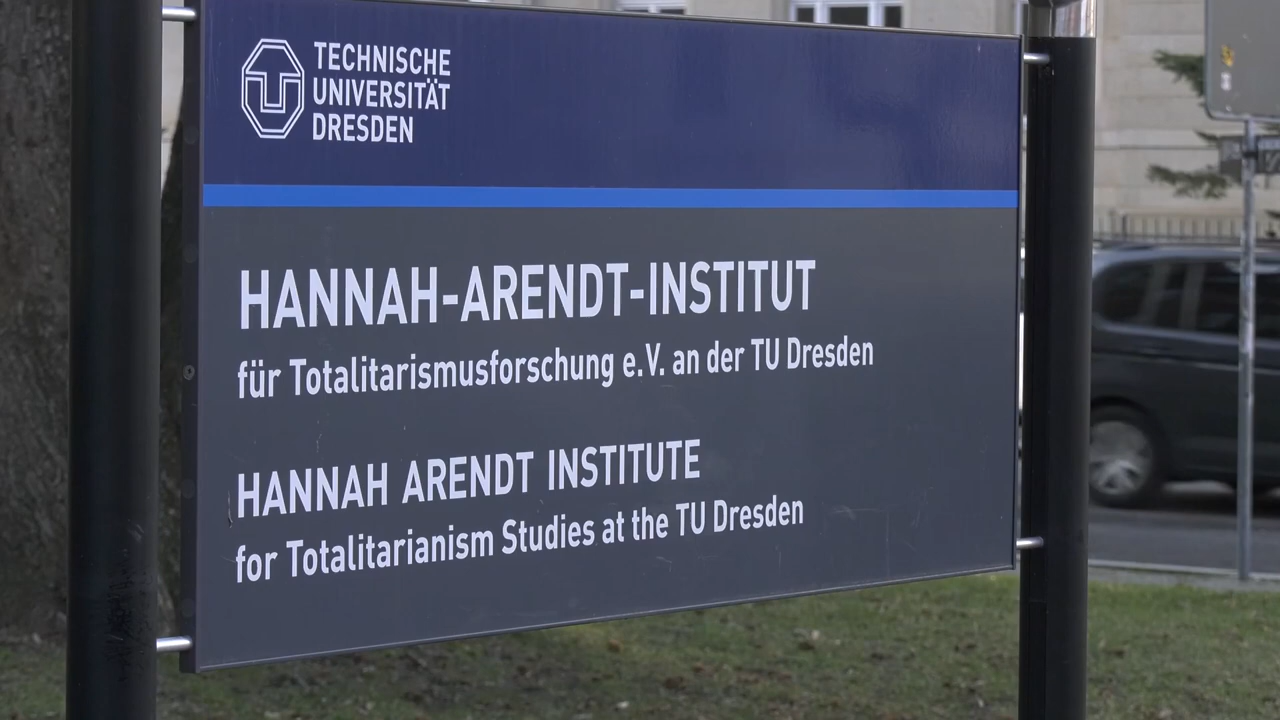 TECHNISCHE
UNIVERSITÄT
DRESDEN
HANNAH-ARENDT-INSTITUT
für Totalitarismusforschung e.V. an der TU Dresden
HANNAH ARENDT INSTITUTE
for Totalitarianism Studies at the TU Dresden